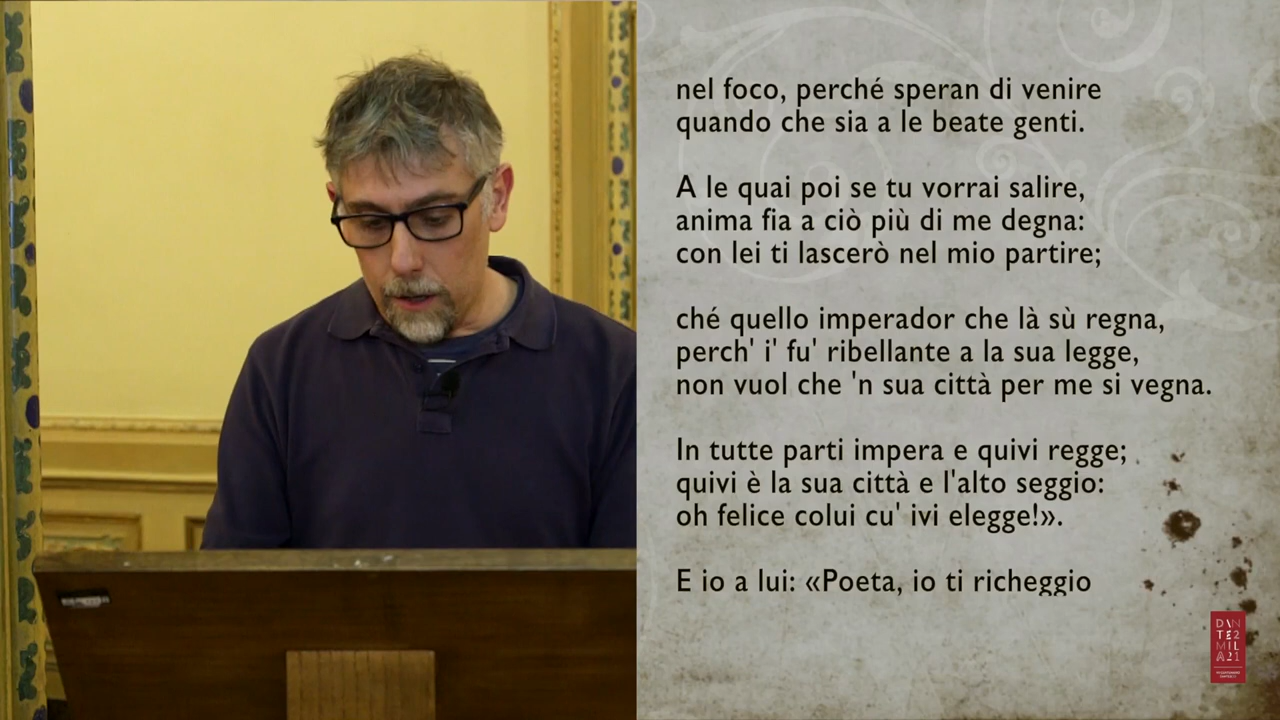 nel foco, perché speran di venire
quando che sia a le beate genti.
A le quai poi se tu vorrai salire,
anima fia a ciò più di me degna:
con lei ti lascerò nel mio partire;
ché quello imperador che là sù regna,
perch' i' fu' ribellante a la sua legge,
non vuol che 'n sua città per me si vegna.
In tutte parti impera e quivi regge;
quivi è la sua città e l'alto seggio:
oh felice colui cu' ivi elegge!».
E io a lui: «Poeta, io ti richeggio
DAN
TE2
MIL
A21